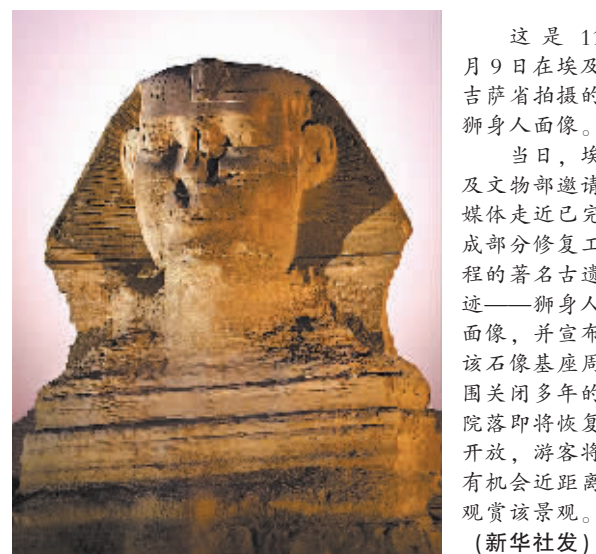 这是 11
月9日在埃及
吉萨省拍摄的
狮身人面像。
当日，埃
及文物部邀请
媒体走近已完
成部分修复工
程的著名古遗
迹——狮身人
面像，并宣布
该石像基座周
围关闭多年的
院落即将恢复
开放，游客将
有机会近距离
观赏该景观。
（新华社发）